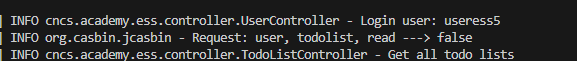 | INFO cncs.academy.ess.controller.UserController - Login user: useress5
| INFO org.casbin.jcasbin - Request: user, todolist, read ---> false
| INFO cncs.academy.ess.controller.TodoListController - Get all todo lists